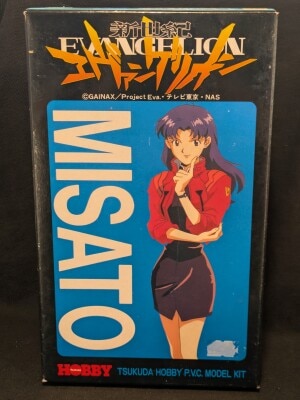 新世紀
EVANGELION
エヴァンゲリオン
©GAINAX／Project Eva.・テレビ東京・NAS
MISATO
HOBBY
TSUKUDA HOBBY P.V.C. MODEL KIT